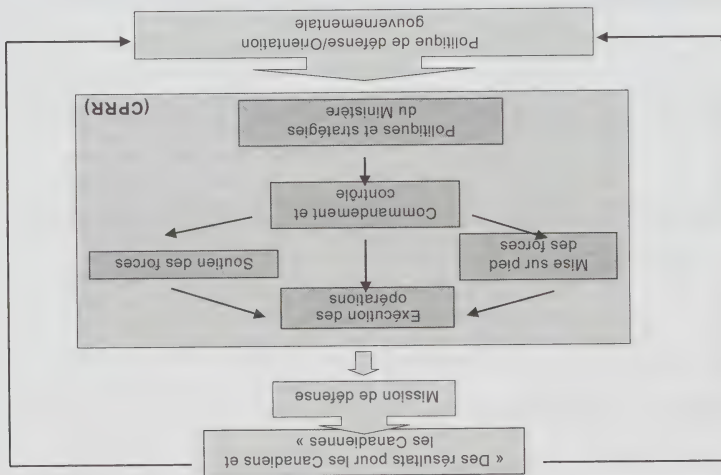 « Des résultats pour les Canadiens et
les Canadiennes »
Mission de défense
Exécution des
opérations
Mise sur pied
des forces
Soutien des forces
Commandement et
contrôle
Politiques et stratégies
du Ministère
(CPRR)
Politique de défense/Orientation
gouvernementale